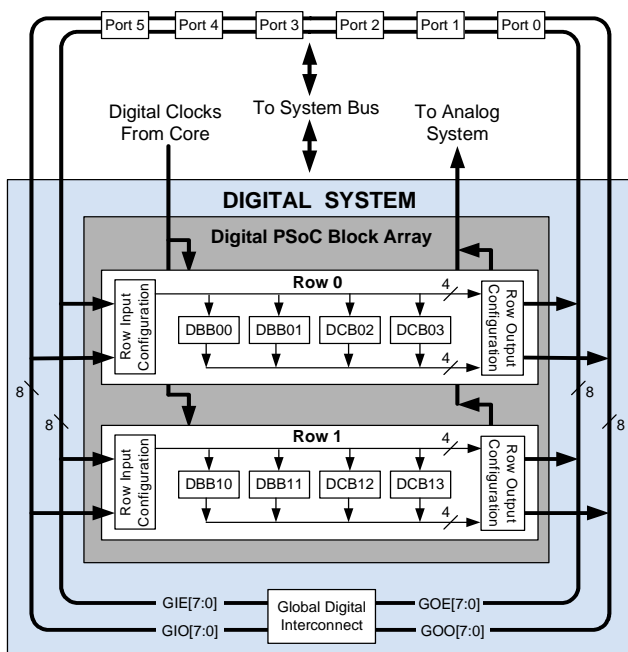 Port 5 Port 4 Port 3 Port 2 Port 1 Port 0
Digital Clocks
From Core
To System Bus
To Analog
System
DIGITAL SYSTEM
Digital PSoC Block Array
Row 0
4
Row Input
Configuration
DBB00 DBB01 DCB02 DCB03
4
Row Output
Configuration
8 8 8 8
Row 1
4
Row Input
Configuration
DBB10 DBB11 DCB12 DCB13
4
Row Output
Configuration
GIE[7:0]
GIO[7:0]
Global Digital
Interconnect
GOE[7:0]
GOO[7:0]